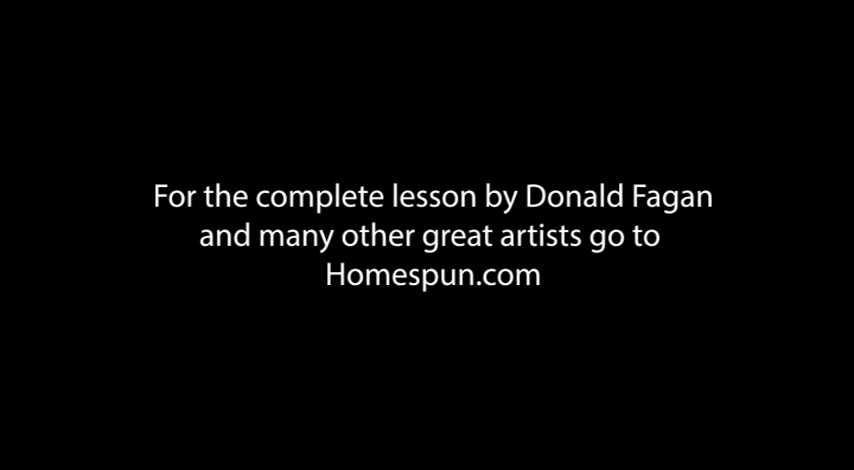 For the complete lesson by Donald Fagan
and many other great artists go to
Homespun.com